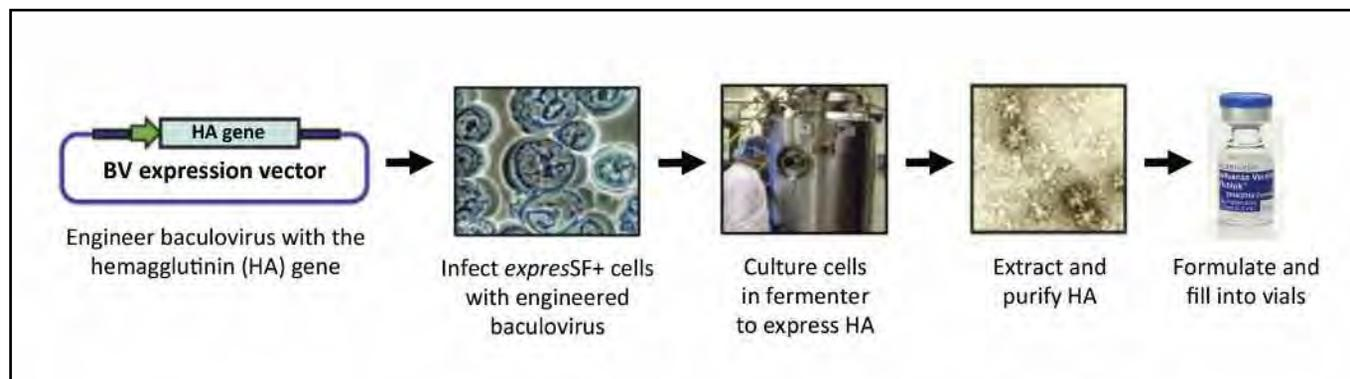 HA gene
BV expression vector
Engineer baculovirus with the
hemagglutinin (HA) gene
Infect expresSF+ cells
with engineered
baculovirus
Culture cells
in fermenter
to express HA
Extract and
purify HA
Formulate and
fill into vials